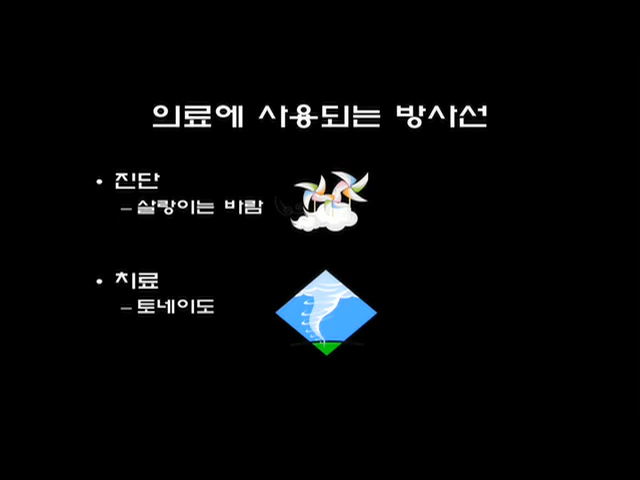 의료에 사용되는 방사선
• 진단
– 살랑이는 바람
• 치료
– 토네이도